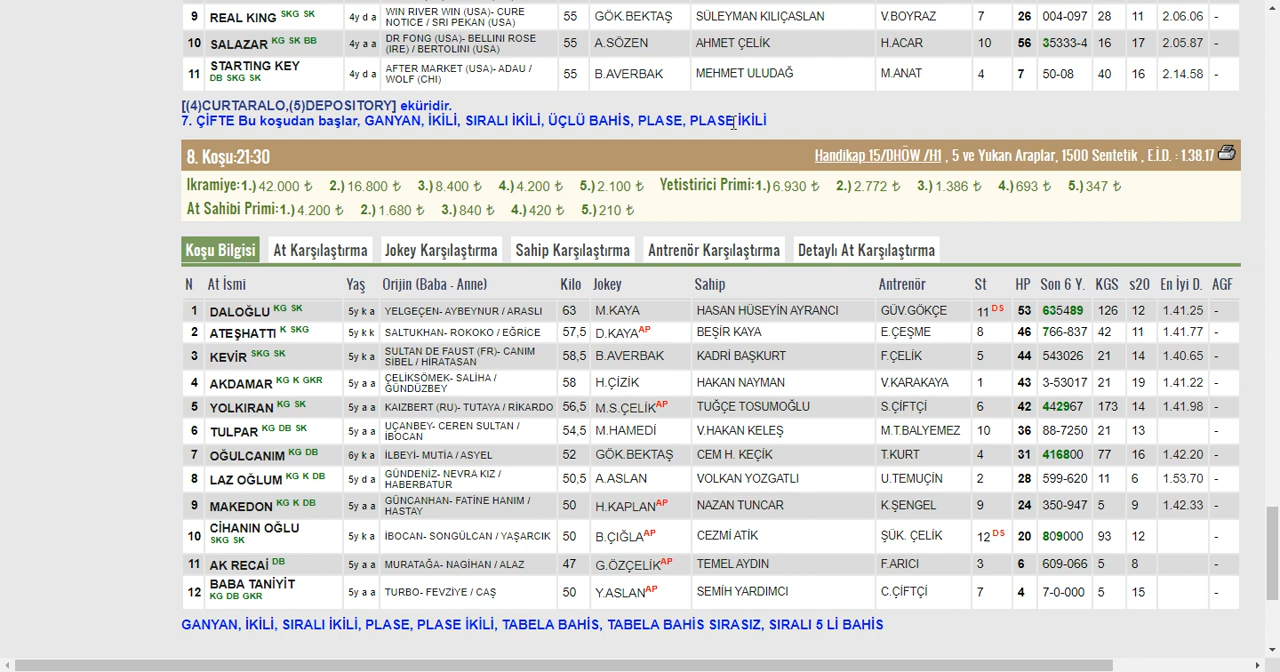 9 REAL KING SKG SK 4y d a WIN RIVER WIN (USA)- CURE NOTICE / SRI PEKAN (USA) 55 GÖK.BEKTAŞ SÜLEYMAN KILIÇASLAN V.BOYRAZ 7 26 004-097 28 11 2.06.06 -
10 SALAZAR KG SK BB 4y a a DR FONG (USA)- BELLINI ROSE (IRE) / BERTOLINI (USA) 55 A.SÖZEN AHMET ÇELİK H.ACAR 10 56 35333-4 16 17 2.05.87 -
11 STARTING KEY DB SKG SK 4y d a AFTER MARKET (USA)- ADAU / WOLF (CHI) 55 B.AVERBAK MEHMET ULUDAĞ M.ANAT 4 7 50-08 40 16 2.14.58 -
[(4)CURTARALO,(5)DEPOSITORY] eküridir.
7. ÇİFTE Bu koşudan başlar, GANYAN, İKİLİ, SIRALI İKİLİ, ÜÇLÜ BAHİS, PLASE, PLASE İKİLİ
8. Koşu:21:30 Handikap 15/DHÖW /H1 , 5 ve Yukarı Araplar, 1500 Sentetik , E.İ.D. : 1.38.17
Ikramiye:1.) 42.000 ₺ 2.) 16.800 ₺ 3.) 8.400 ₺ 4.) 4.200 ₺ 5.) 2.100 ₺ Yetistirici Primi:1.) 6.930 ₺ 2.) 2.772 ₺ 3.) 1.386 ₺ 4.) 693 ₺ 5.) 347 ₺
At Sahibi Primi:1.) 4.200 ₺ 2.) 1.680 ₺ 3.) 840 ₺ 4.) 420 ₺ 5.) 210 ₺
Koşu Bilgisi At Karşılaştırma Jokey Karşılaştırma Sahip Karşılaştırma Antrenör Karşılaştırma Detaylı At Karşılaştırma
N At İsmi Yaş Orijin (Baba - Anne) Kilo Jokey Sahip Antrenör St HP Son 6 Y. KGS s20 En İyi D. AGF
1 DALOĞLU KG SK 5y k a YELGEÇEN- AYBEYNUR / ARASLI 63 M.KAYA HASAN HÜSEYİN AYRANCI GÜV.GÖKÇE 11 DS 53 635489 126 12 1.41.25 -
2 ATEŞHATTI K SKG 5y k k SALTUKHAN- ROKOKO / EĞRİCE 57,5 D.KAYA AP BEŞİR KAYA E.ÇEŞME 8 46 766-837 42 11 1.41.77 -
3 KEVİR SKG SK 5y k a SULTAN DE FAUST (FR)- CANIM SİBEL / HIRATASAN 58,5 B.AVERBAK KADRİ BAŞKURT F.ÇELİK 5 44 543026 21 14 1.40.65 -
4 AKDAMAR KG K GKR 5y a a ÇELİKSÖMEK- SALİHA / GÜNDÜZBEY 58 H.ÇİZİK HAKAN NAYMAN V.KARAKAYA 1 43 3-53017 21 19 1.41.22 -
5 YOLKIRAN KG SK 5y a a KAIZBERT (RU)- TUTAYA / RİKARDO 56,5 M.S.ÇELİK AP TUĞÇE TOSUMOĞLU S.ÇİFTÇİ 6 42 442967 173 14 1.41.98 -
6 TULPAR KG DB SK 5y a a UÇANBEY- CEREN SULTAN / İBOCAN 54,5 M.HAMEDİ V.HAKAN KELEŞ M.T.BALYEMEZ 10 36 88-7250 21 13 -
7 OĞULCANIM KG DB 6y k a İLBEYİ- MUTİA / ASYEL 52 GÖK.BEKTAŞ CEM H. KEÇİK T.KURT 4 31 416800 77 16 1.42.20 -
8 LAZ OĞLUM KG K DB 5y d a GÜNDENİZ- NEVRA KIZ / HABERBATUR 50,5 A.ASLAN VOLKAN YOZGATLI U.TEMUÇİN 2 28 599-620 11 6 1.53.70 -
9 MAKEDON KG K DB 5y a a GÜNCANHAN- FATİNE HANIM / HASTAY 50 H.KAPLAN AP NAZAN TUNCAR K.ŞENGEL 9 24 350-947 5 9 1.42.33 -
10 CİHANIN OĞLU SKG SK 5y k a İBOCAN- SONGÜLCAN / YAŞARCIK 50 B.ÇIĞLA AP CEZMİ ATİK ŞÜK. ÇELİK 12 DS 20 809000 93 12 -
11 AK RECAİ DB 5y a a MURATAĞA- NAGİHAN / ALAZ 47 G.ÖZÇELİK AP TEMEL AYDIN F.ARICI 3 6 609-066 5 8 -
12 BABA TANİYİT KG DB GKR 5y a a TURBO- FEVZİYE / CAŞ 50 Y.ASLAN AP SEMİH YARDIMCI C.ÇİFTÇİ 7 4 7-0-000 5 15 -
GANYAN, İKİLİ, SIRALI İKİLİ, PLASE, PLASE İKİLİ, TABELA BAHİS, TABELA BAHİS SIRASIZ, SIRALI 5 Lİ BAHİS